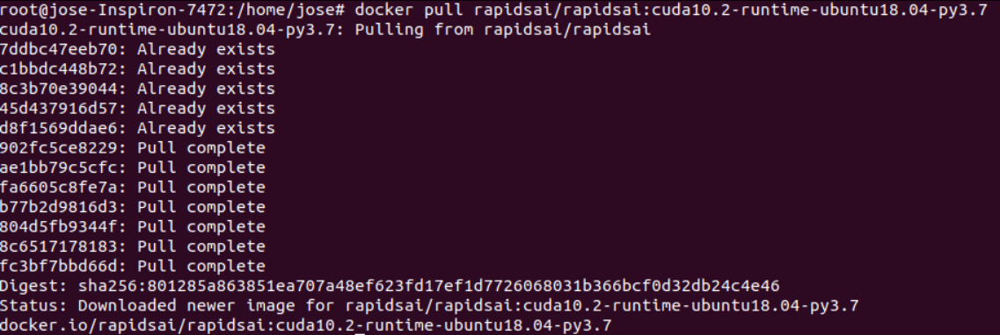 root@jose-Inspiron-7472:/home/jose# docker pull rapidsai/rapidsai:cuda10.2-runtime-ubuntu18.04-py3.7
cuda10.2-runtime-ubuntu18.04-py3.7: Pulling from rapidsai/rapidsai
7ddbc47eeb70: Already exists
c1bbdc448b72: Already exists
8c3b70e39044: Already exists
45d437916d57: Already exists
d8f1569ddae6: Already exists
902fc5ce8229: Pull complete
ae1bb79c5cfc: Pull complete
fa6605c8fe7a: Pull complete
b77b2d9816d3: Pull complete
804d5fb9344f: Pull complete
8c6517178183: Pull complete
fc3bf7bbd66d: Pull complete
Digest: sha256:801285a863851ea707a48ef623fd17ef1d7726068031b366bcf0d32db24c4e46
Status: Downloaded newer image for rapidsai/rapidsai:cuda10.2-runtime-ubuntu18.04-py3.7
docker.io/rapidsai/rapidsai:cuda10.2-runtime-ubuntu18.04-py3.7